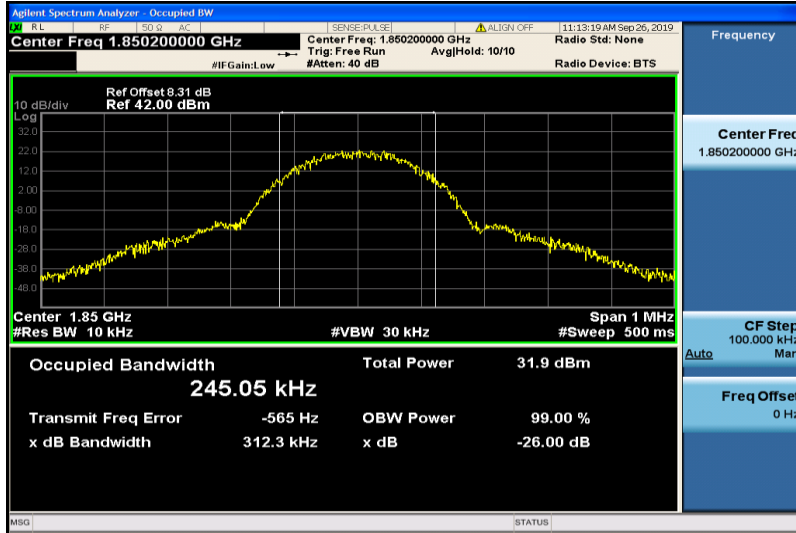 Agilent Spectrum Analyzer - Occupied BW
LXI RL RF 50 Ω AC SENSE:PULSE ALIGN OFF 11:13:19 AM Sep 26, 2019
Center Freq 1.850200000 GHz Center Freq: 1.850200000 GHz Radio Std: None
Trig: Free Run Avg|Hold: 10/10
#IFGain:Low #Atten: 40 dB Radio Device: BTS
Ref Offset 8.31 dB
10 dB/div Ref 42.00 dBm
Log
32.0
22.0
12.0
2.00
-8.00
-18.0
-28.0
-38.0
-48.0
Center 1.85 GHz Span 1 MHz
#Res BW 10 kHz #VBW 30 kHz #Sweep 500 ms
Occupied Bandwidth Total Power 31.9 dBm
245.05 kHz
Transmit Freq Error -565 Hz OBW Power 99.00 %
x dB Bandwidth 312.3 kHz x dB -26.00 dB
MSG STATUS
Frequency
Center Freq
1.850200000 GHz
CF Step
100.000 kHz
Auto Man
Freq Offset
0 Hz